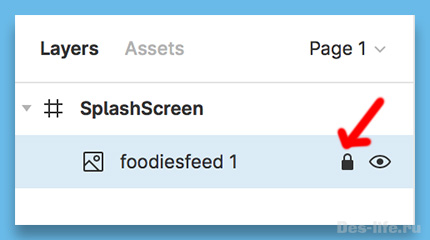 Layers Assets Page 1
SplashScreen
foodiesfeed 1
Des-life.ru